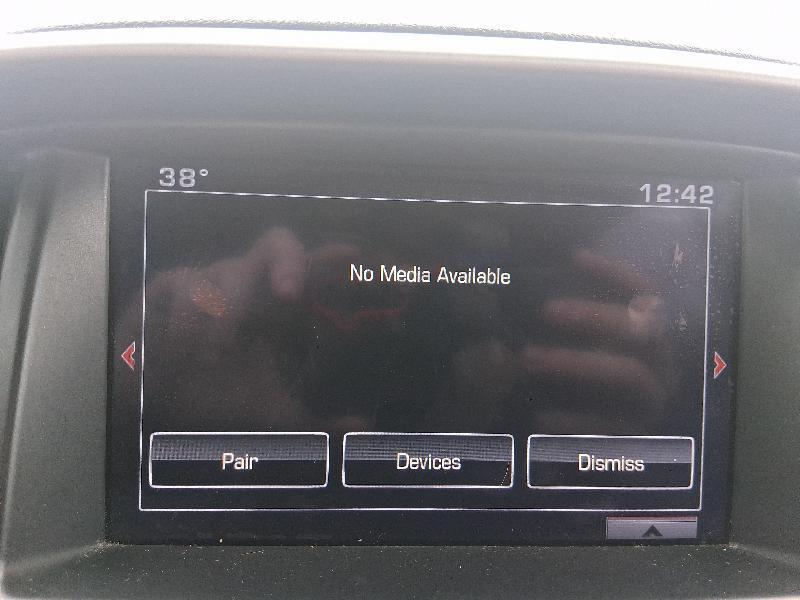 38°
12:42
No Media Available
Pair
Devices
Dismiss